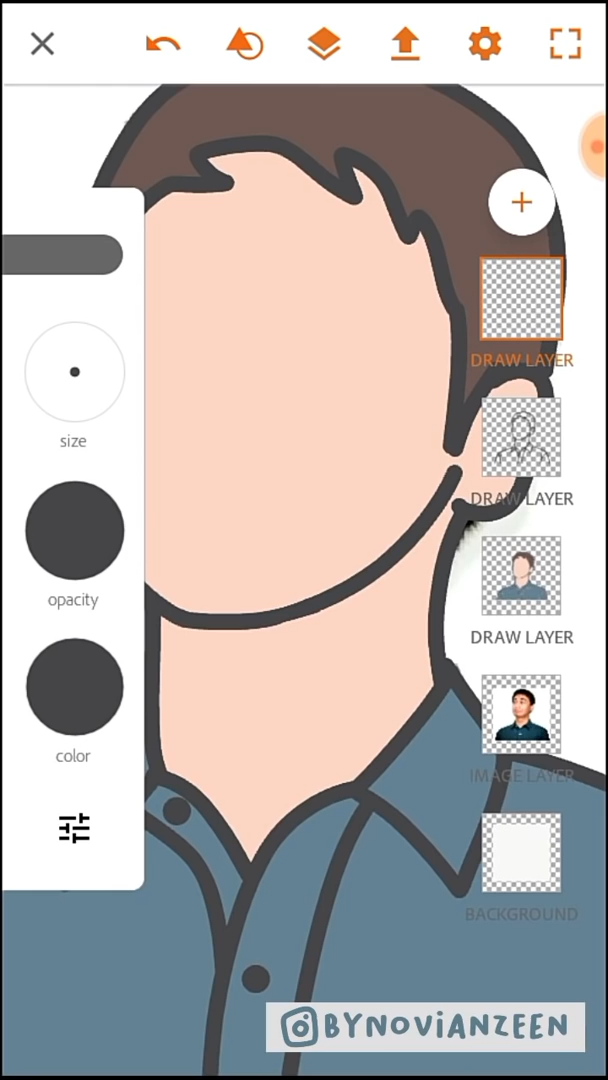 DRAW LAYER
size
DRAW LAYER
opacity
DRAW LAYER
color
IMAGE LAYER
BACKGROUND
BYNOViANZEEN